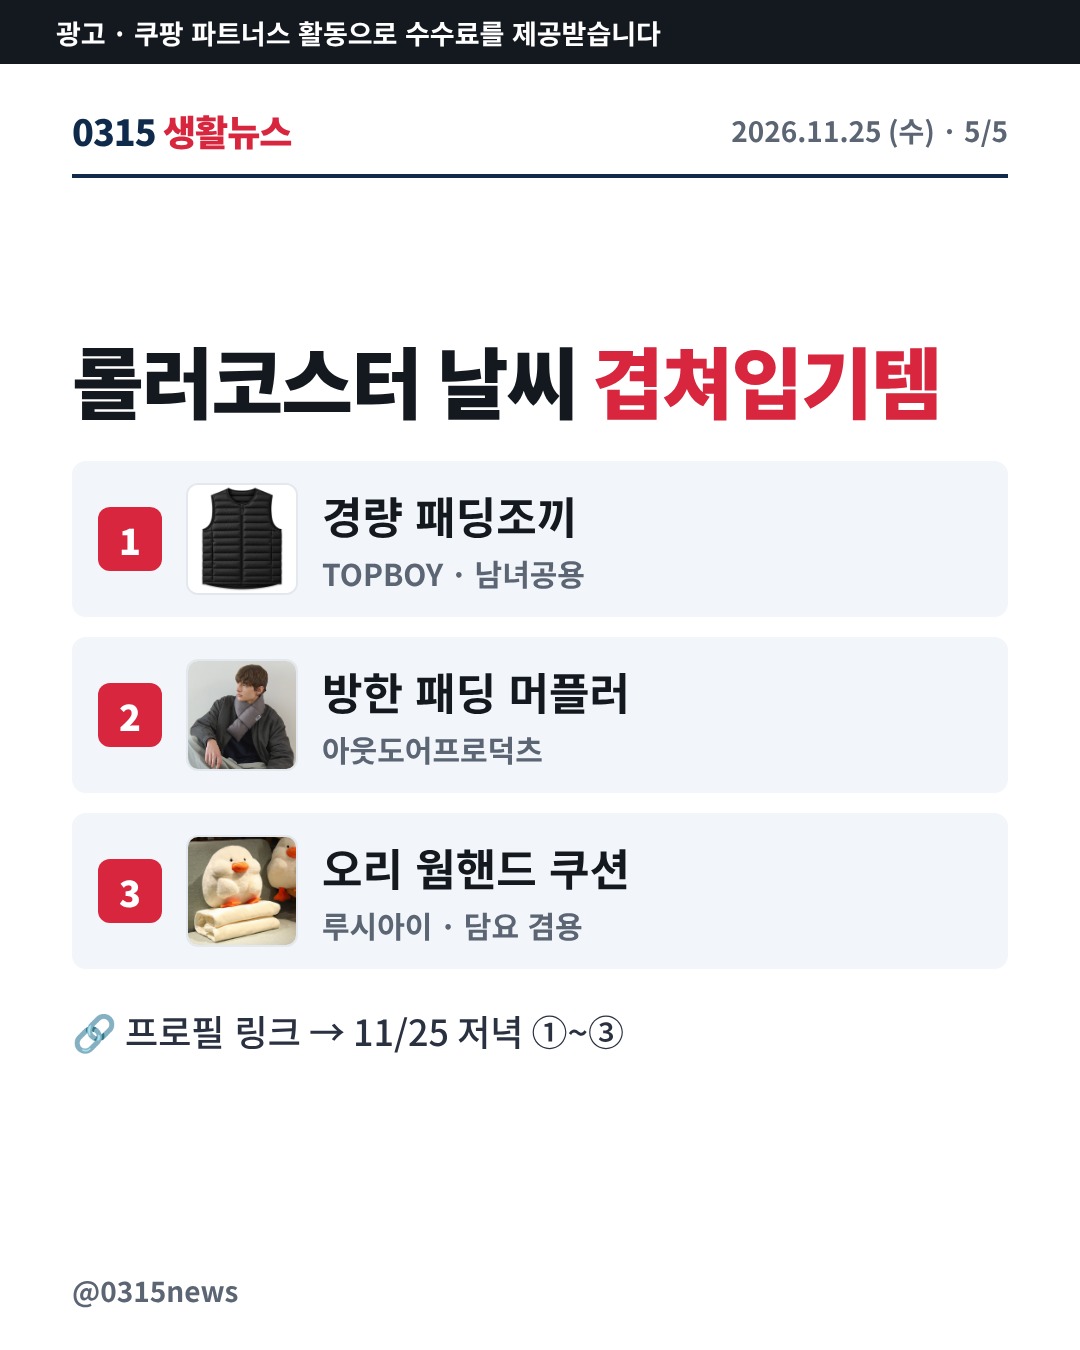 광고 · 쿠팡 파트너스 활동으로 수수료를 제공받습니다
0315 생활뉴스
2026.11.25 (수) · 5/5
롤러코스터 날씨 겹쳐입기템
1
경량 패딩조끼
TOPBOY · 남녀공용
2
방한 패딩 머플러
아웃도어프로덕츠
3
오리 웜핸드 쿠션
루시아이 · 담요 겸용
🔗 프로필 링크 → 11/25 저녁 ①~③
@0315news